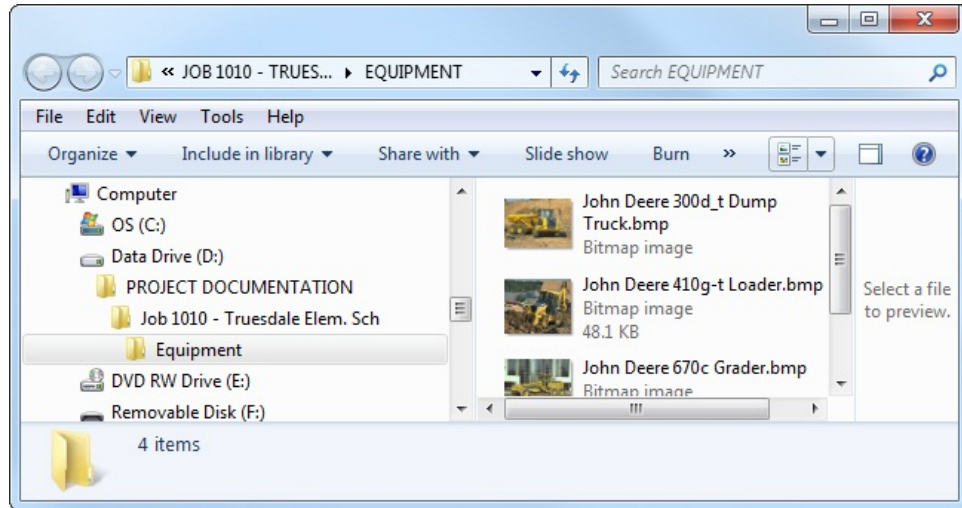 « JOB 1010 - TRUES... ▸ EQUIPMENT
Search EQUIPMENT
File Edit View Tools Help
Organize Include in library Share with Slide show Burn »
Computer
OS (C:)
Data Drive (D:)
PROJECT DOCUMENTATION
Job 1010 - Truesdale Elem. Sch
Equipment
DVD RW Drive (E:)
Removable Disk (F:)
John Deere 300d_t Dump
Truck.bmp
Bitmap image
John Deere 410g-t Loader.bmp
Bitmap image
48.1 KB
John Deere 670c Grader.bmp
Bitmap image
Select a file
to preview.
4 items